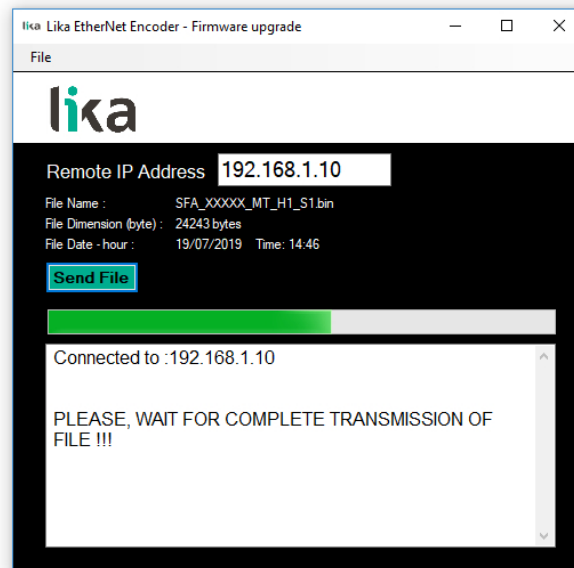 lika Lika EtherNet Encoder - Firmware upgrade
File
lika
Remote IP Address 192.168.1.10
File Name : SFA_XXXXX_MT_H1_S1.bin
File Dimension (byte) : 24243 bytes
File Date - hour : 19/07/2019 Time: 14:46
Send File
Connected to :192.168.1.10
PLEASE, WAIT FOR COMPLETE TRANSMISSION OF
FILE !!!